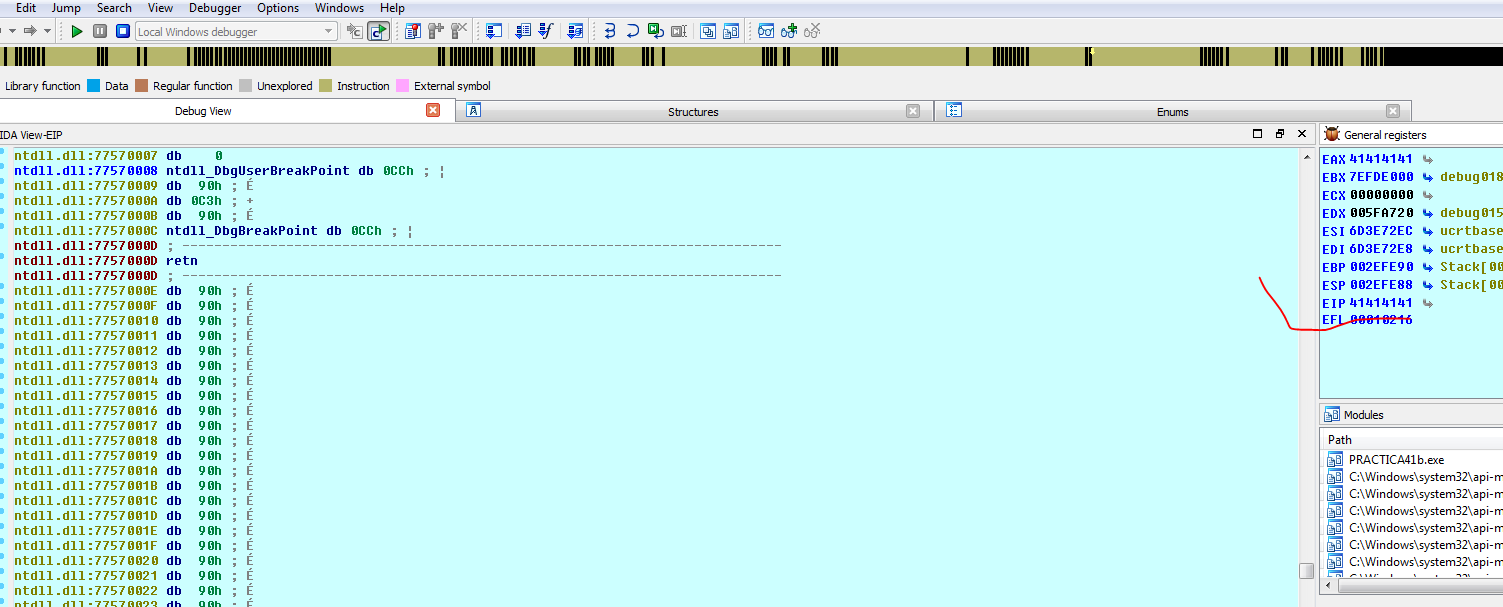 Edit Jump Search View Debugger Options Windows Help
Local Windows debugger
Library function Data Regular function Unexplored Instruction External symbol
Debug View Structures Enums
IDA View-EIP
ntdll.dll:77570007 db 0
ntdll.dll:77570008 ntdll_DbgUserBreakPoint db 0CCh ; ¦
ntdll.dll:77570009 db 90h ; É
ntdll.dll:7757000A db 0C3h ; +
ntdll.dll:7757000B db 90h ; É
ntdll.dll:7757000C ntdll_DbgBreakPoint db 0CCh ; ¦
ntdll.dll:7757000D ; ---------------------------------------------------------------------------
ntdll.dll:7757000D retn
ntdll.dll:7757000D ; ---------------------------------------------------------------------------
ntdll.dll:7757000E db 90h ; É
ntdll.dll:7757000F db 90h ; É
ntdll.dll:77570010 db 90h ; É
ntdll.dll:77570011 db 90h ; É
ntdll.dll:77570012 db 90h ; É
ntdll.dll:77570013 db 90h ; É
ntdll.dll:77570014 db 90h ; É
ntdll.dll:77570015 db 90h ; É
ntdll.dll:77570016 db 90h ; É
ntdll.dll:77570017 db 90h ; É
ntdll.dll:77570018 db 90h ; É
ntdll.dll:77570019 db 90h ; É
ntdll.dll:7757001A db 90h ; É
ntdll.dll:7757001B db 90h ; É
ntdll.dll:7757001C db 90h ; É
ntdll.dll:7757001D db 90h ; É
ntdll.dll:7757001E db 90h ; É
ntdll.dll:7757001F db 90h ; É
ntdll.dll:77570020 db 90h ; É
ntdll.dll:77570021 db 90h ; É
ntdll.dll:77570022 db 90h ; É
ntdll.dll:77570023 db 90h ; É
General registers
EAX 41414141
EBX 7EFDE000 debug018
ECX 00000000
EDX 005FA720 debug015
ESI 6D3E72EC ucrtbase
EDI 6D3E72E8 ucrtbase
EBP 002EFE90 Stack[00
ESP 002EFE88 Stack[00
EIP 41414141
EFL 00010216
Modules
Path
PRACTICA41b.exe
C:\Windows\system32\api-m
C:\Windows\system32\api-m
C:\Windows\system32\api-m
C:\Windows\system32\api-m
C:\Windows\system32\api-m
C:\Windows\system32\api-m